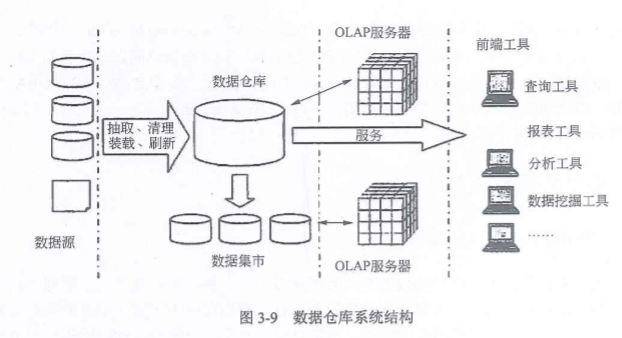 OLAP服务器
前端工具
数据仓库
查询工具
抽取、清理
装载、刷新
服务
报表工具
分析工具
数据挖掘工具
……
数据源
数据集市
OLAP服务器
图 3-9 数据仓库系统结构